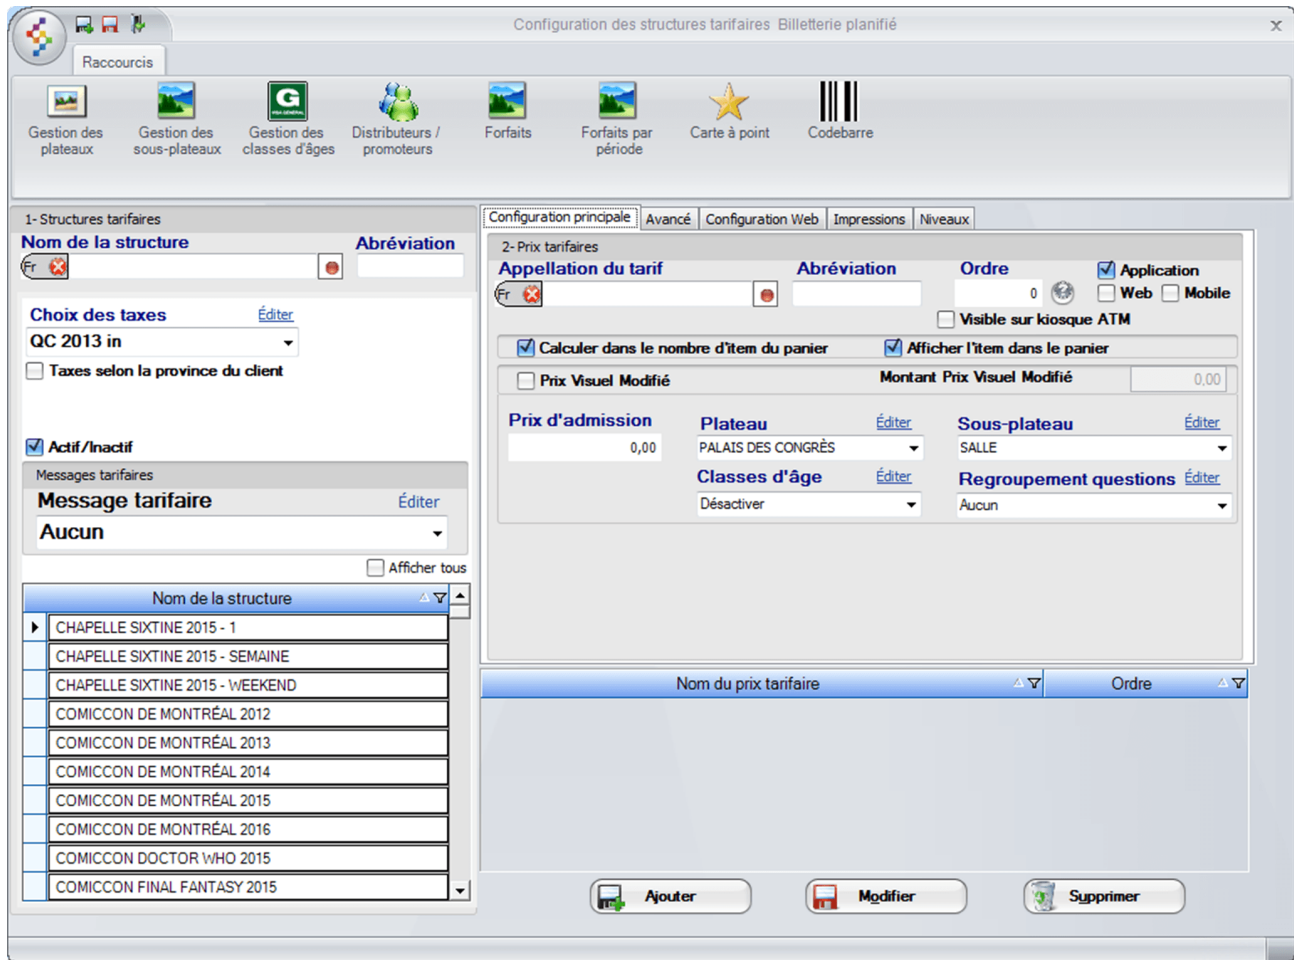 Configuration des structures tarifaires  Billetterie planifié
x
Raccourcis
Gestion des plateaux
Gestion des sous-plateaux
G
Gestion des classes d'âges
Distributeurs / promoteurs
Forfaits
Forfaits par période
Carte à point
Codebarre
1- Structures tarifaires
Nom de la structure
Abréviation
Fr
Choix des taxes
Éditer
QC 2013 in
Taxes selon la province du client
Actif/Inactif
Messages tarifaires
Message tarifaire
Éditer
Aucun
Afficher tous
Nom de la structure
CHAPELLE SIXTINE 2015 - 1
CHAPELLE SIXTINE 2015 - SEMAINE
CHAPELLE SIXTINE 2015 - WEEKEND
COMICCON DE MONTRÉAL 2012
COMICCON DE MONTRÉAL 2013
COMICCON DE MONTRÉAL 2014
COMICCON DE MONTRÉAL 2015
COMICCON DE MONTRÉAL 2016
COMICCON DOCTOR WHO 2015
COMICCON FINAL FANTASY 2015
Configuration principale
Avancé
Configuration Web
Impressions
Niveaux
2- Prix tarifaires
Appellation du tarif
Abréviation
Ordre
Application
Fr
0
Web
Mobile
Visible sur kiosque ATM
Calculer dans le nombre d'item du panier
Afficher l'item dans le panier
Prix Visuel Modifié
Montant Prix Visuel Modifié
0,00
Prix d'admission
Plateau
Éditer
Sous-plateau
Éditer
0,00
PALAIS DES CONGRÈS
SALLE
Classes d'âge
Éditer
Regroupement questions
Éditer
Désactiver
Aucun
Nom du prix tarifaire
Ordre
Ajouter
Modifier
Supprimer